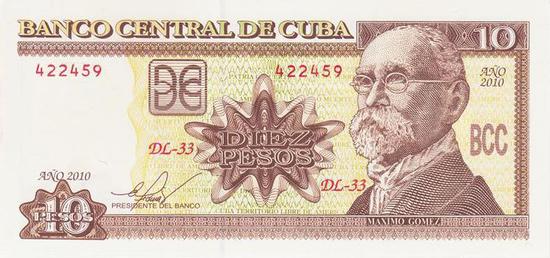 BANCO CENTRAL DE CUBA
10
422459
422459
AÑO
2010
BCC
DIEZ
PESOS
DL-33
DL-33
AÑO 2010
PRESIDENTE DEL BANCO
10
PESOS
CUBA TERRITORIO LIBRE DE AMERICA
MAXIMO GOMEZ